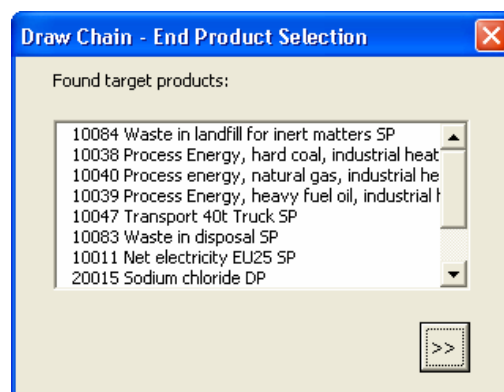 Draw Chain - End Product Selection
Found target products:
10084 Waste in landfill for inert matters SP
10038 Process Energy, hard coal, industrial heat
10040 Process energy, natural gas, industrial he
10039 Process Energy, heavy fuel oil, industrial h
10047 Transport 40t Truck SP
10083 Waste in disposal SP
10011 Net electricity EU25 SP
20015 Sodium chloride DP
>>